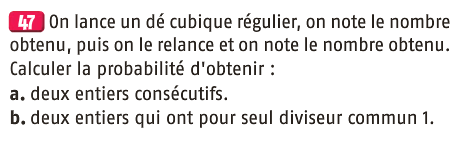 47 On lance un dé cubique régulier, on note le nombre
obtenu, puis on le relance et on note le nombre obtenu.
Calculer la probabilité d'obtenir :
a. deux entiers consécutifs.
b. deux entiers qui ont pour seul diviseur commun 1.